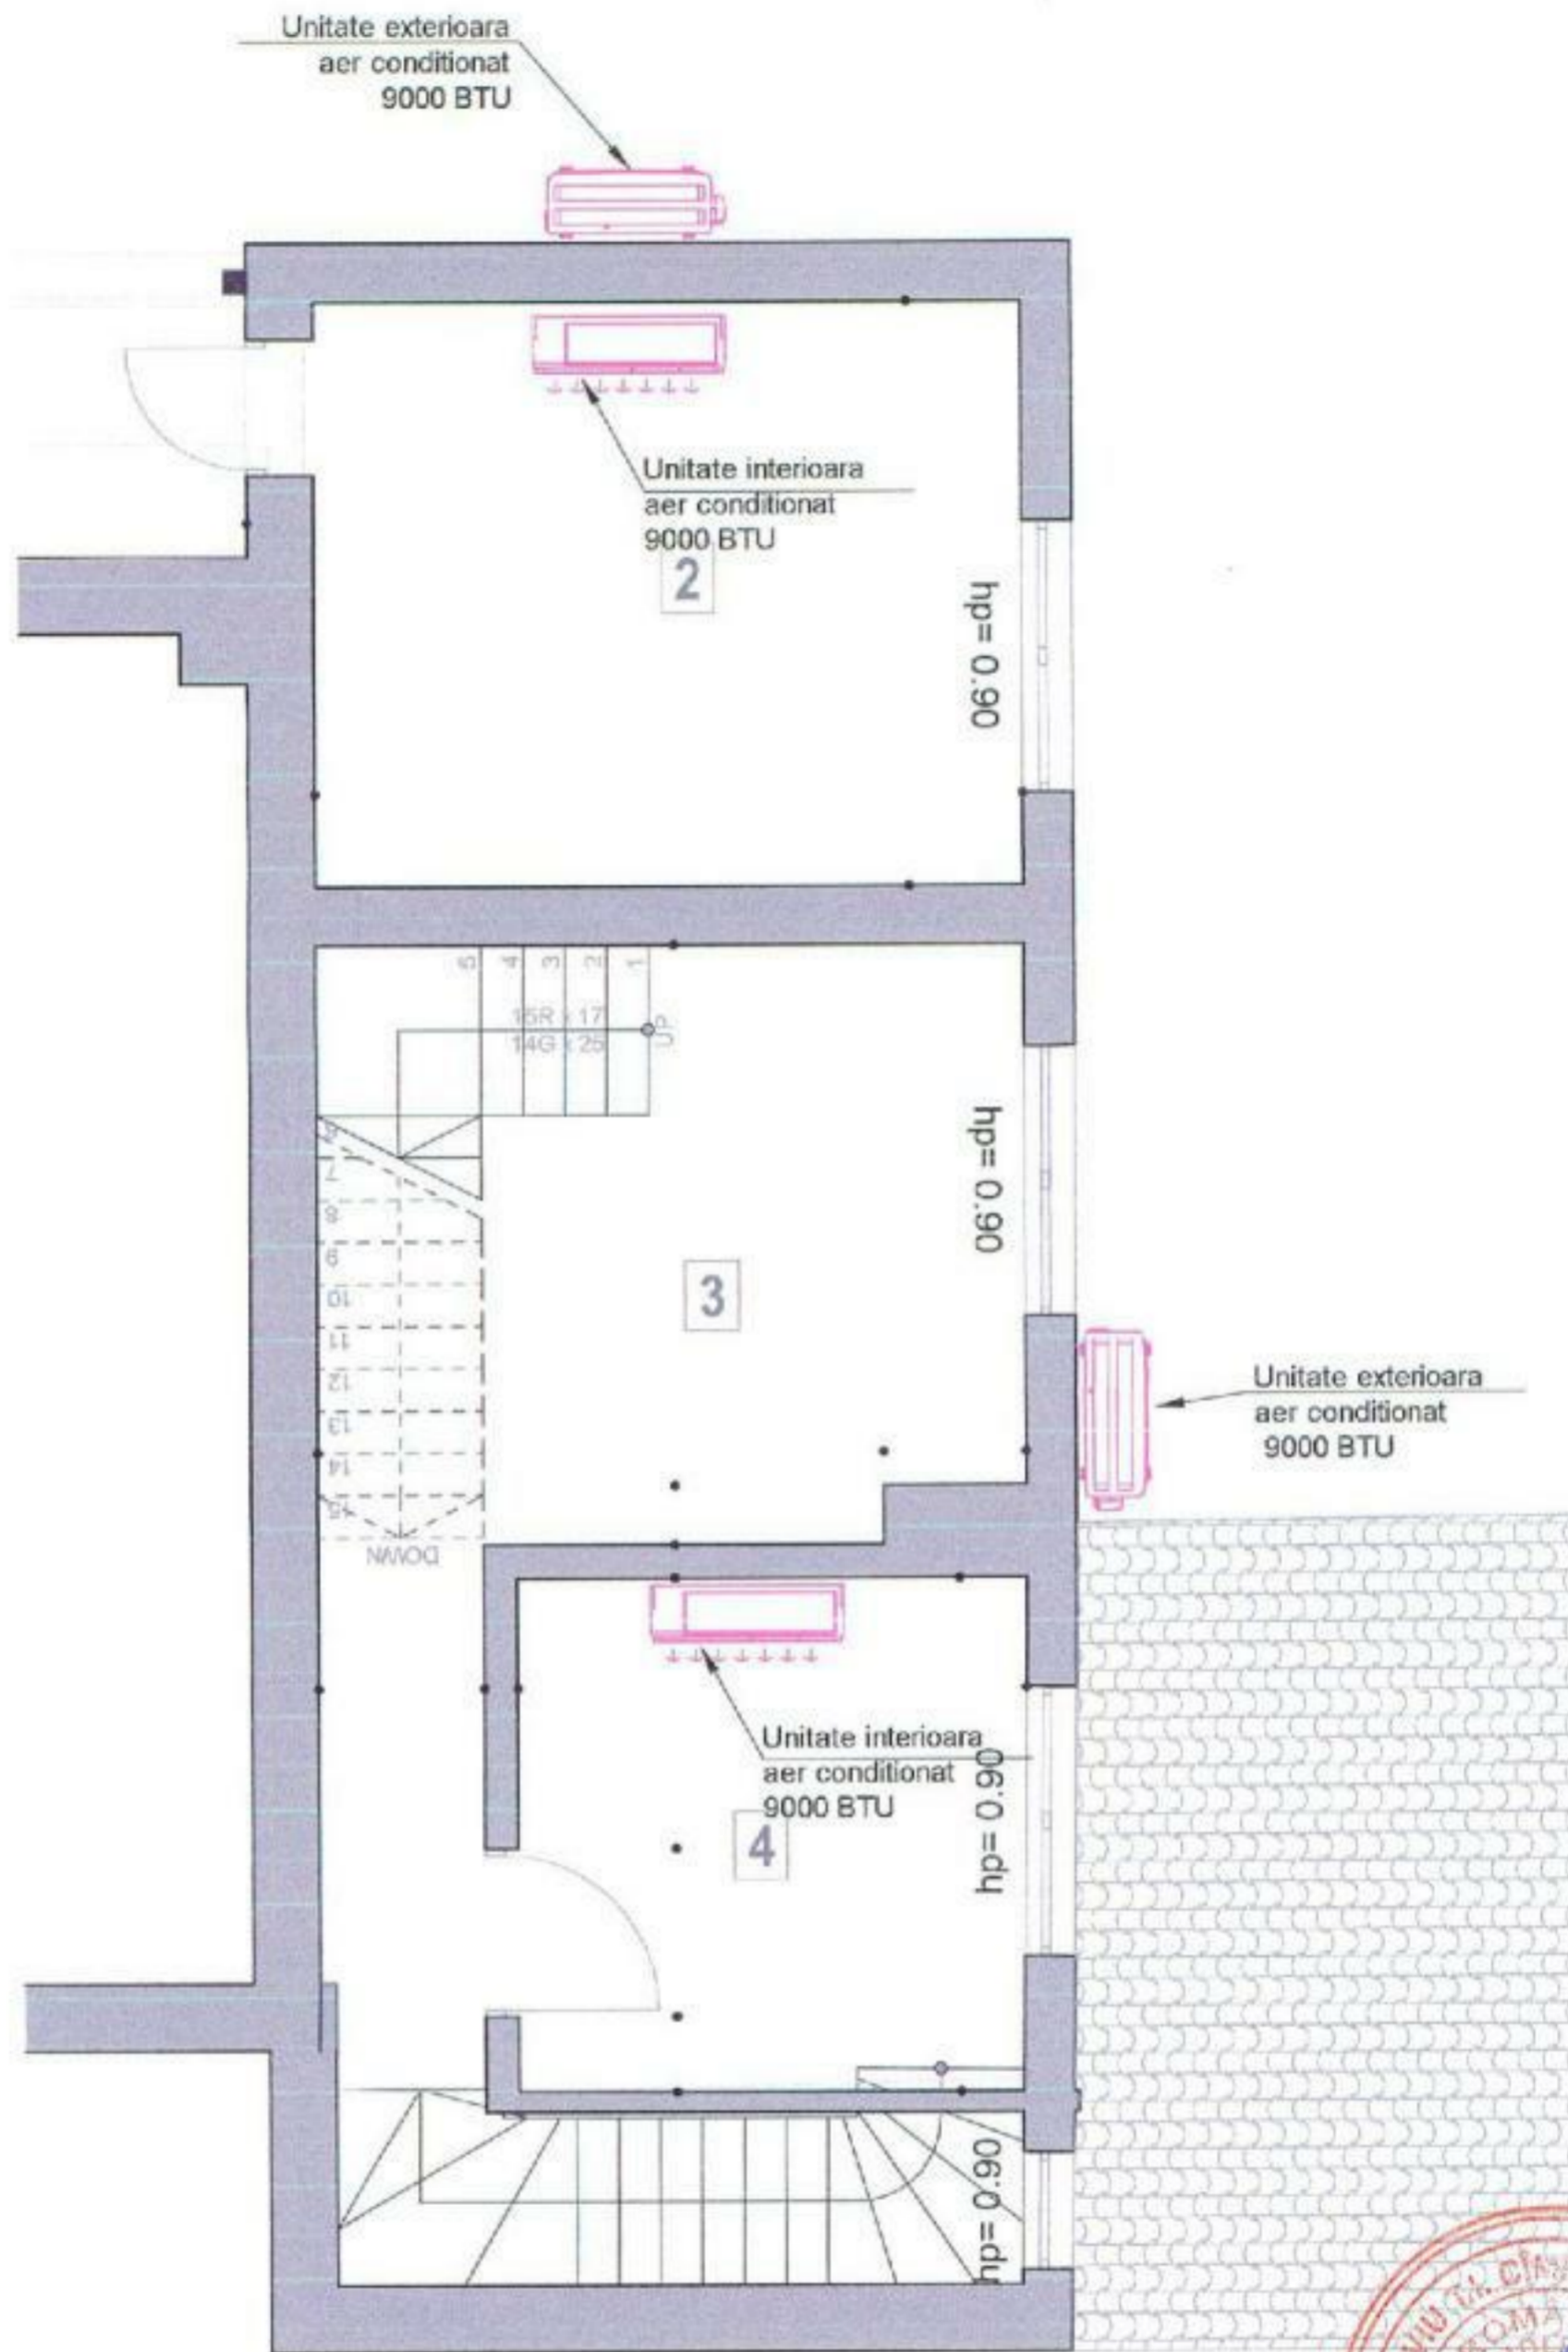 Unitate exterioara
aer conditionat
9000 BTU
Unitate interioara
aer conditionat
9000 BTU
2
hp= 0.90
5
4
3
2
1
15R x 17
14G x 25
UP
6
7
8
9
10
11
12
13
14
15
DOWN
hp= 0.90
3
Unitate exterioara
aer conditionat
9000 BTU
Unitate interioara
aer conditionat
9000 BTU
4
hp= 0.90
hp= 0.90